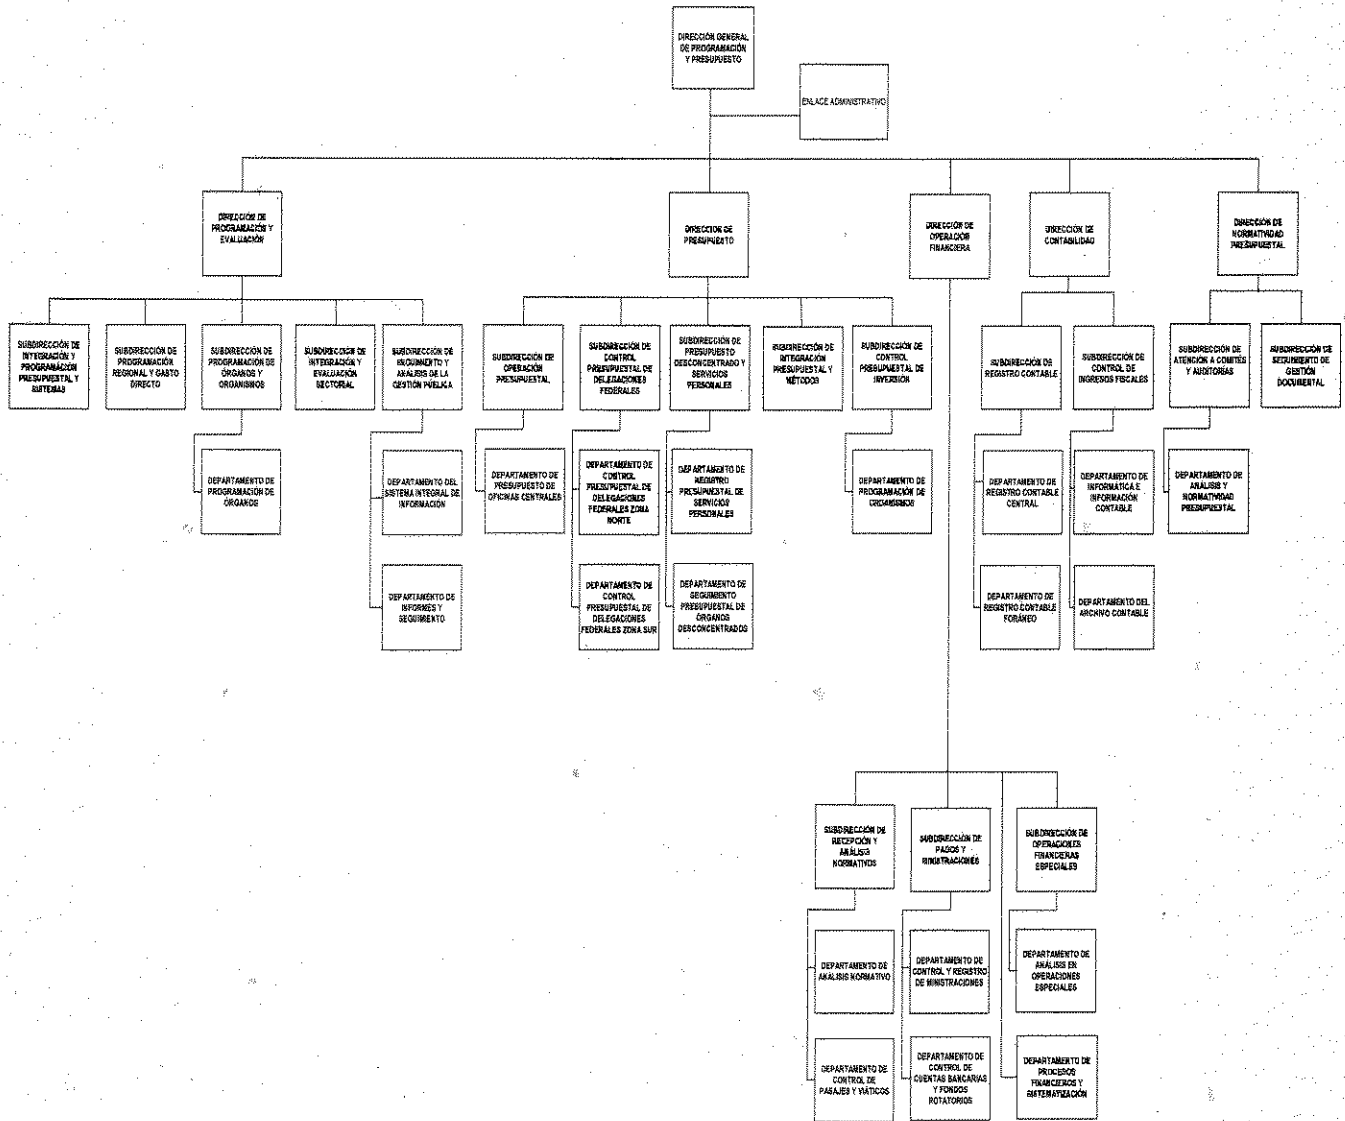 DIRECCIÓN GENERAL
DE PROGRAMACIÓN
Y PRESUPUESTO
ENLACE ADMINISTRATIVO
DIRECCIÓN DE
PROGRAMACIÓN Y
EVALUACIÓN
DIRECCIÓN DE
PRESUPUESTO
DIRECCIÓN DE
OPERACIÓN
FINANCIERA
DIRECCIÓN DE
CONTABILIDAD
DIRECCIÓN DE
NORMATIVIDAD
PRESUPUESTAL
SUBDIRECCIÓN DE
INTEGRACIÓN Y
PROGRAMACIÓN
PRESUPUESTAL Y
SISTEMAS
SUBDIRECCIÓN DE
PROGRAMACIÓN
REGIONAL Y GASTO
DIRECTO
SUBDIRECCIÓN DE
PROGRAMACIÓN DE
ÓRGANOS Y
ORGANISMOS
SUBDIRECCIÓN DE
INTEGRACIÓN Y
EVALUACIÓN
SECTORIAL
SUBDIRECCIÓN DE
SEGUIMIENTO Y
ANÁLISIS DE LA
GESTIÓN PÚBLICA
SUBDIRECCIÓN DE
OPERACIÓN
PRESUPUESTAL
SUBDIRECCIÓN DE
CONTROL
PRESUPUESTAL DE
DELEGACIONES
FEDERALES
SUBDIRECCIÓN DE
PRESUPUESTO
DESCONCENTRADO Y
SERVICIOS
PERSONALES
SUBDIRECCIÓN DE
INTEGRACIÓN
PRESUPUESTAL Y
MÉTODOS
SUBDIRECCIÓN DE
CONTROL
PRESUPUESTAL DE
INVERSIÓN
SUBDIRECCIÓN DE
REGISTRO CONTABLE
SUBDIRECCIÓN DE
CONTROL DE
INGRESOS FISCALES
SUBDIRECCIÓN DE
ATENCIÓN A COMITÉS
Y AUDITORÍAS
SUBDIRECCIÓN DE
SEGUIMIENTO DE
GESTIÓN
DOCUMENTAL
DEPARTAMENTO DE
PROGRAMACIÓN DE
ÓRGANOS
DEPARTAMENTO DEL
SISTEMA INTEGRAL DE
INFORMACIÓN
DEPARTAMENTO DE
PRESUPUESTO DE
OFICINAS CENTRALES
DEPARTAMENTO DE
CONTROL
PRESUPUESTAL DE
DELEGACIONES
FEDERALES ZONA
NORTE
DEPARTAMENTO DE
REGISTRO
PRESUPUESTAL DE
SERVICIOS
PERSONALES
DEPARTAMENTO DE
PROGRAMACIÓN DE
ORGANISMOS
DEPARTAMENTO DE
REGISTRO CONTABLE
CENTRAL
DEPARTAMENTO DE
INFORMÁTICA E
INFORMACIÓN
CONTABLE
DEPARTAMENTO DE
ANÁLISIS Y
NORMATIVIDAD
PRESUPUESTAL
DEPARTAMENTO DE
INFORMES Y
SEGUIMIENTO
DEPARTAMENTO DE
CONTROL
PRESUPUESTAL DE
DELEGACIONES
FEDERALES ZONA SUR
DEPARTAMENTO DE
SEGUIMIENTO
PRESUPUESTAL DE
ÓRGANOS
DESCONCENTRADOS
DEPARTAMENTO DE
REGISTRO CONTABLE
FORÁNEO
DEPARTAMENTO DEL
ARCHIVO CONTABLE
SUBDIRECCIÓN DE
RECEPCIÓN Y
ANÁLISIS
NORMATIVOS
SUBDIRECCIÓN DE
PAGOS Y
MINISTRACIONES
SUBDIRECCIÓN DE
OPERACIONES
FINANCIERAS
ESPECIALES
DEPARTAMENTO DE
ANÁLISIS NORMATIVO
DEPARTAMENTO DE
CONTROL Y REGISTRO
DE MINISTRACIONES
DEPARTAMENTO DE
ANÁLISIS EN
OPERACIONES
ESPECIALES
DEPARTAMENTO DE
CONTROL DE
PASAJES Y VIÁTICOS
DEPARTAMENTO DE
CONTROL DE
CUENTAS BANCARIAS
Y FONDOS
ROTATORIOS
DEPARTAMENTO DE
PROCESOS
FINANCIEROS Y
SISTEMATIZACIÓN